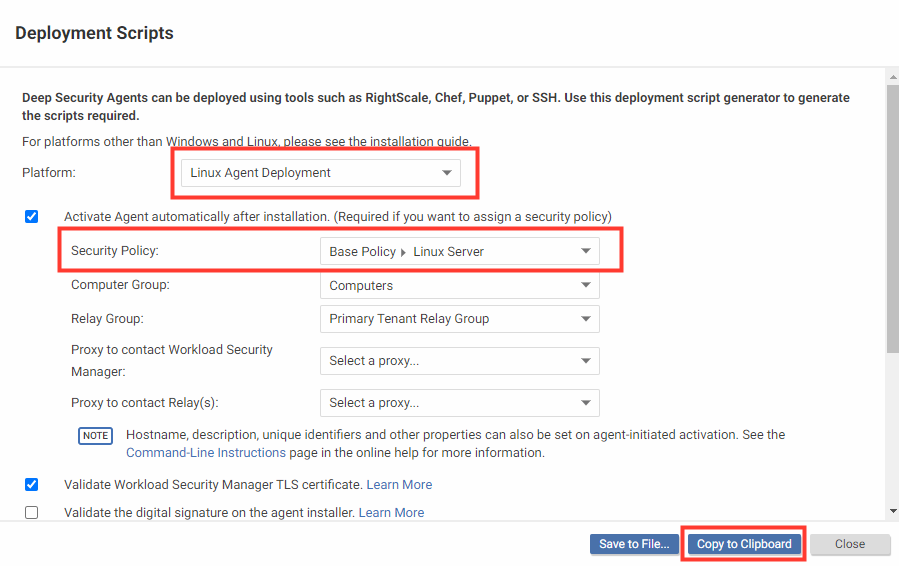 Deployment Scripts
Deep Security Agents can be deployed using tools such as RightScale, Chef, Puppet, or SSH. Use this deployment script generator to generate
the scripts required.
For platforms other than Windows and Linux, please see the installation guide.
Platform: Linux Agent Deployment
Activate Agent automatically after installation. (Required if you want to assign a security policy)
Security Policy: Base Policy Linux Server
Computer Group: Computers
Relay Group: Primary Tenant Relay Group
Proxy to contact Workload Security
Manager: Select a proxy...
Proxy to contact Relay(s): Select a proxy...
NOTE Hostname, description, unique identifiers and other properties can also be set on agent-initiated activation. See the
Command-Line Instructions page in the online help for more information.
Validate Workload Security Manager TLS certificate. Learn More
Validate the digital signature on the agent installer. Learn More
Save to File... Copy to Clipboard Close